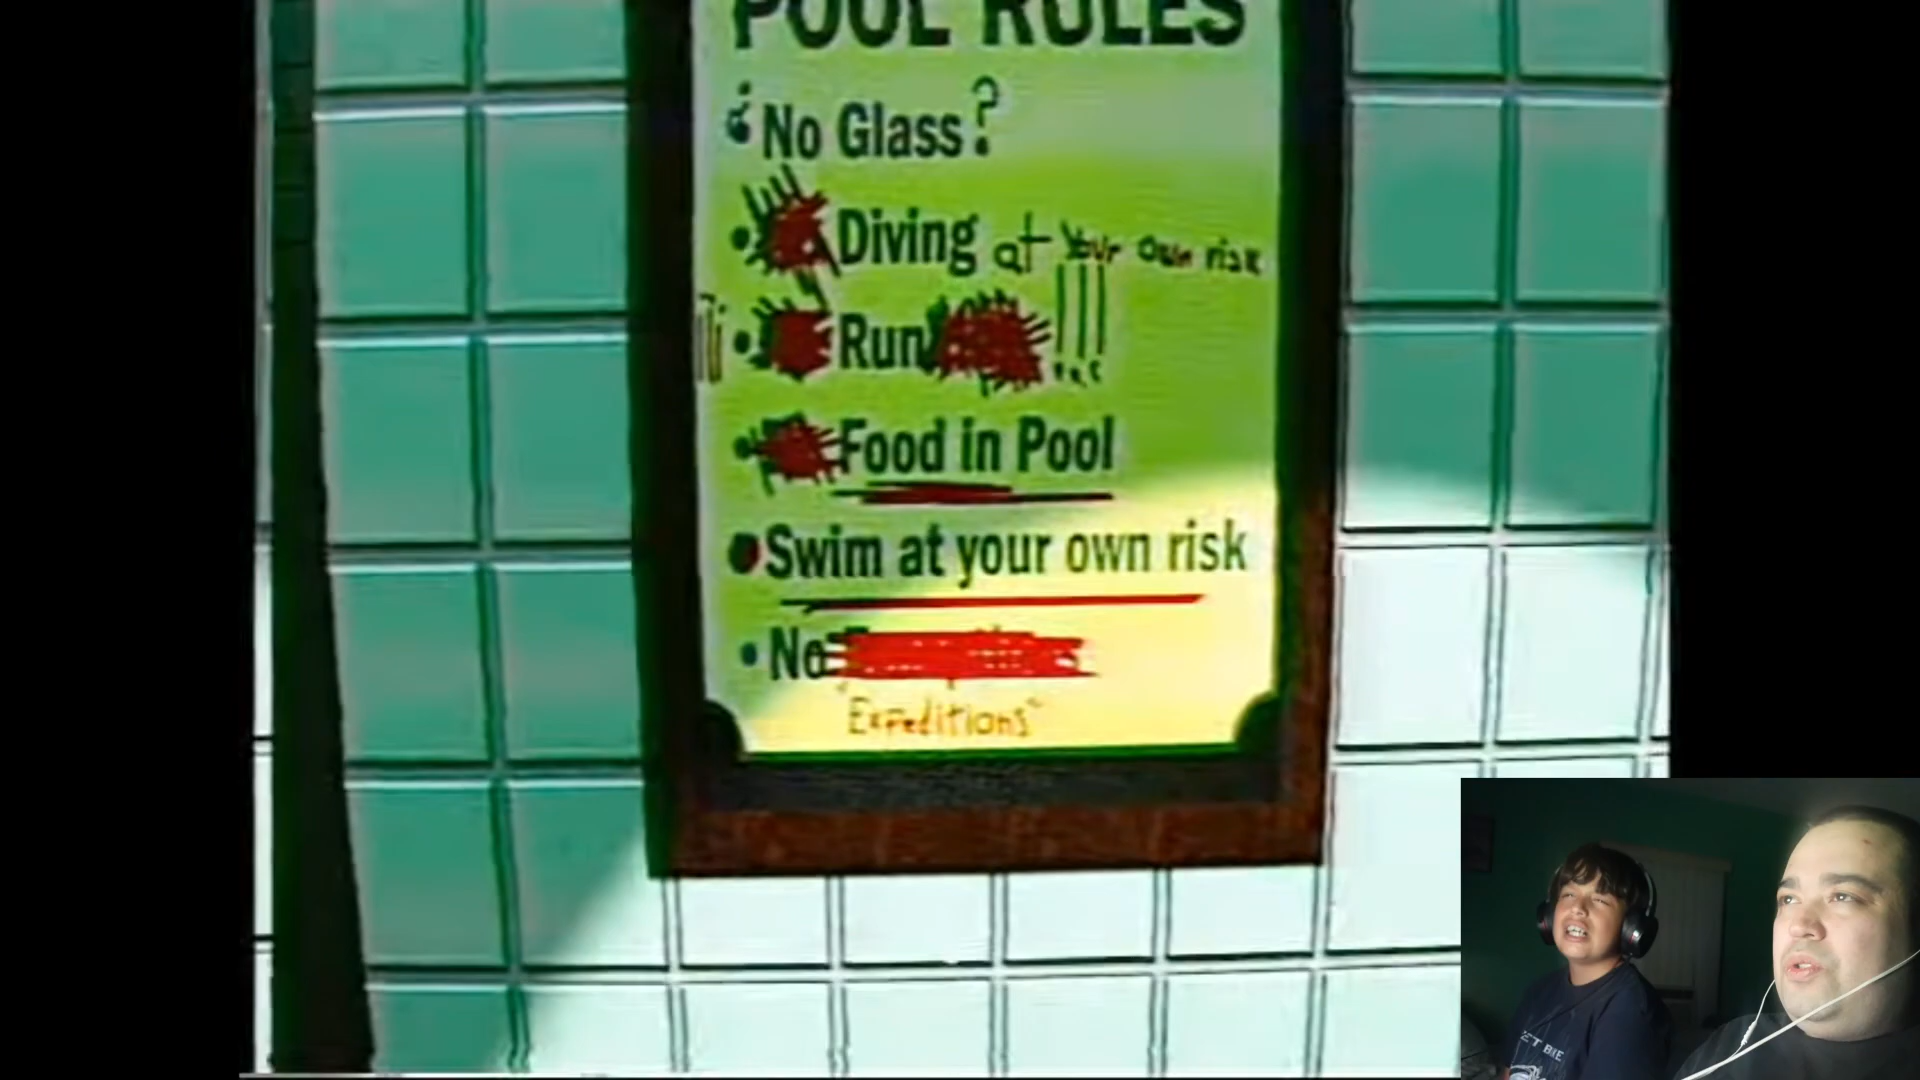 POOL RULES
¿No Glass?
• Diving at your own risk
• Run !!!
• Food in Pool
• Swim at your own risk
• No
"Expeditions"